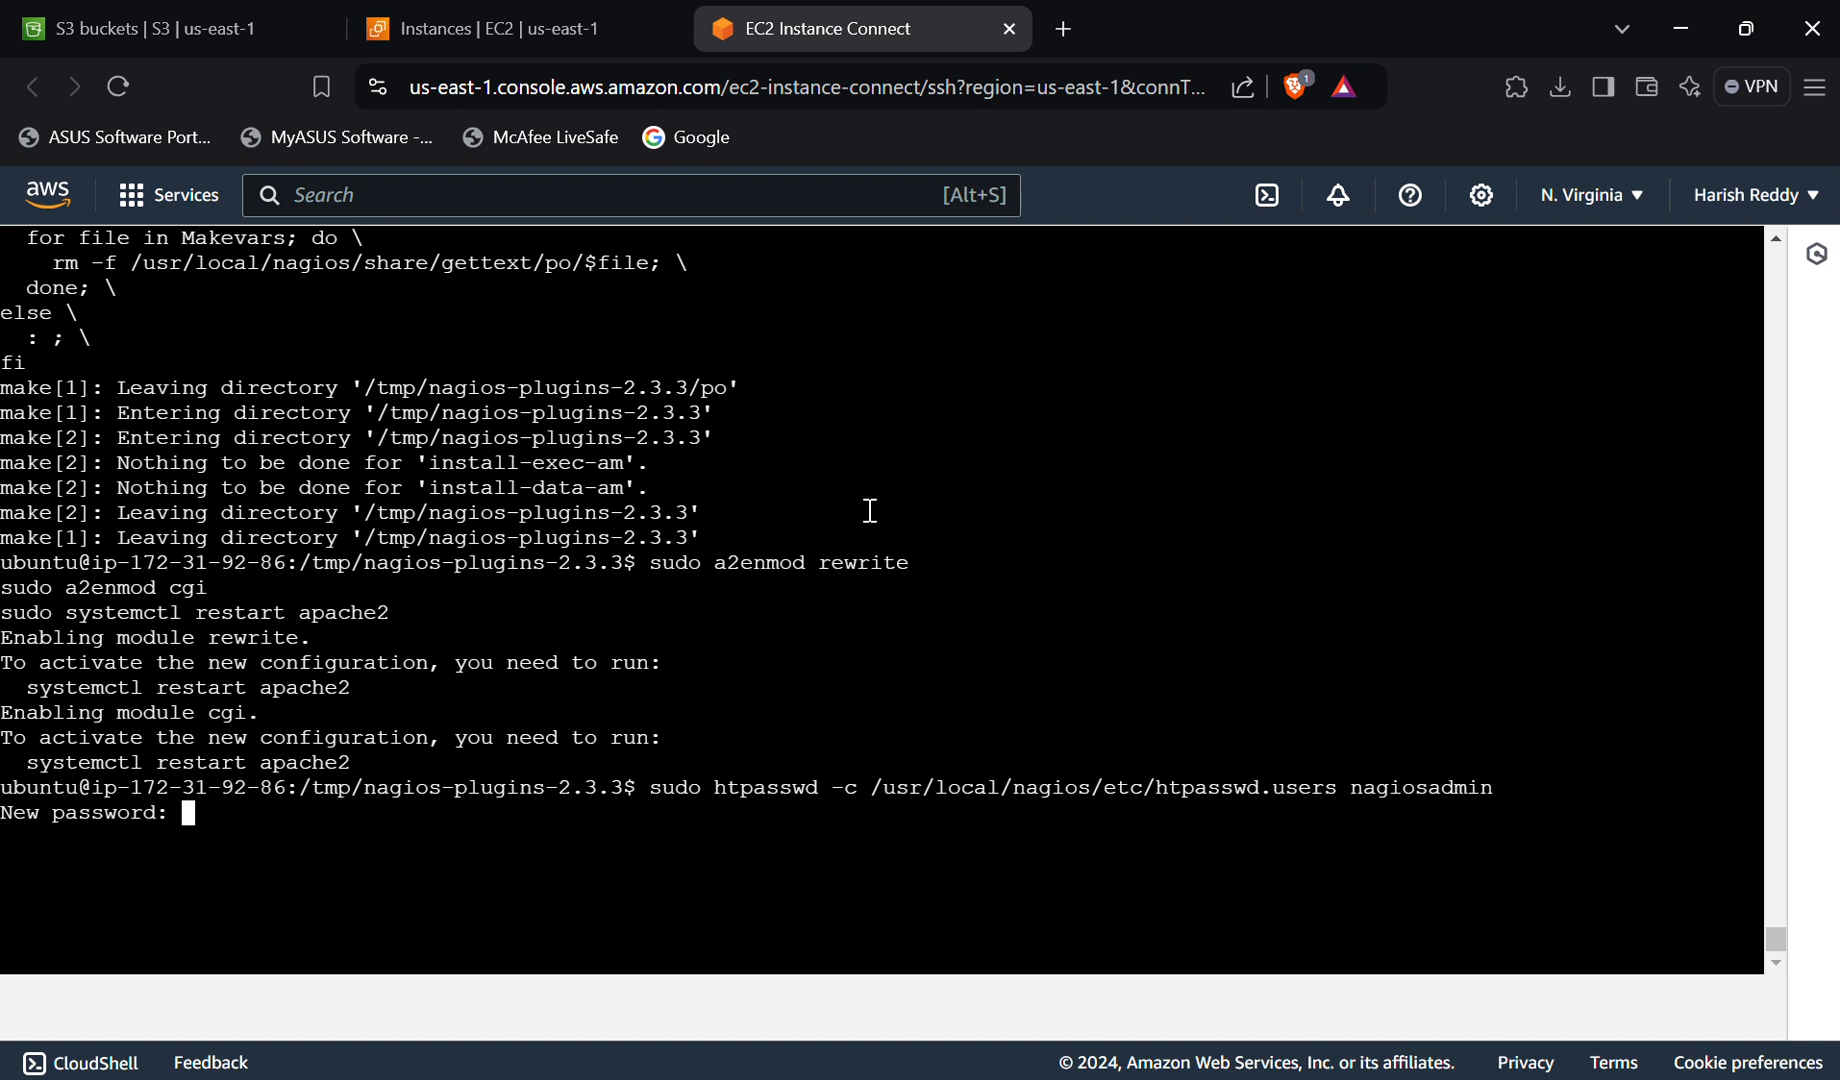 S3 buckets | S3 | us-east-1
Instances | EC2 | us-east-1
EC2 Instance Connect
us-east-1.console.aws.amazon.com/ec2-instance-connect/ssh?region=us-east-1&connT...
1
VPN
ASUS Software Port...
MyASUS Software -...
McAfee LiveSafe
Google
aws
Services
Search
[Alt+S]
N. Virginia
Harish Reddy
  for file in Makevars; do \
    rm -f /usr/local/nagios/share/gettext/po/$file; \
  done; \
else \
  : ; \
fi
make[1]: Leaving directory '/tmp/nagios-plugins-2.3.3/po'
make[1]: Entering directory '/tmp/nagios-plugins-2.3.3'
make[2]: Entering directory '/tmp/nagios-plugins-2.3.3'
make[2]: Nothing to be done for 'install-exec-am'.
make[2]: Nothing to be done for 'install-data-am'.
make[2]: Leaving directory '/tmp/nagios-plugins-2.3.3'
make[1]: Leaving directory '/tmp/nagios-plugins-2.3.3'
ubuntu@ip-172-31-92-86:/tmp/nagios-plugins-2.3.3$ sudo a2enmod rewrite
sudo a2enmod cgi
sudo systemctl restart apache2
Enabling module rewrite.
To activate the new configuration, you need to run:
  systemctl restart apache2
Enabling module cgi.
To activate the new configuration, you need to run:
  systemctl restart apache2
ubuntu@ip-172-31-92-86:/tmp/nagios-plugins-2.3.3$ sudo htpasswd -c /usr/local/nagios/etc/htpasswd.users nagiosadmin
New password:
CloudShell
Feedback
© 2024, Amazon Web Services, Inc. or its affiliates.
Privacy
Terms
Cookie preferences